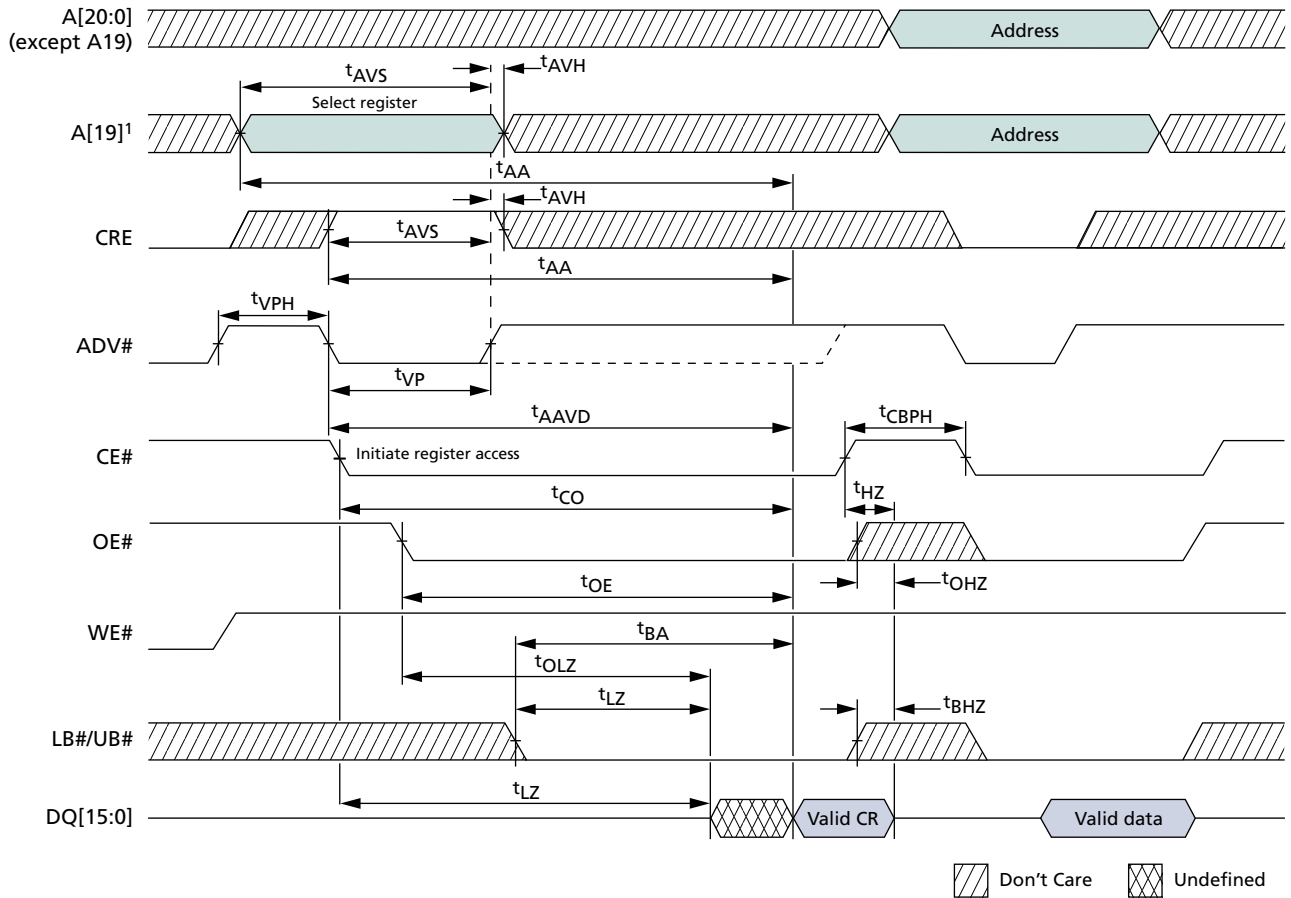 A[20:0]
(except A19)
Address
tAVS
tAVH
Select register
A[19]1
Address
tAA
tAVH
CRE
tAVS
tAA
tVPH
ADV#
tVP
tAAVD
tCBPH
CE#
Initiate register access
tCO
tHZ
OE#
tOE
tOHZ
WE#
tBA
tOLZ
tLZ
tBHZ
LB#/UB#
tLZ
DQ[15:0]
Valid CR
Valid data
Don't Care
Undefined